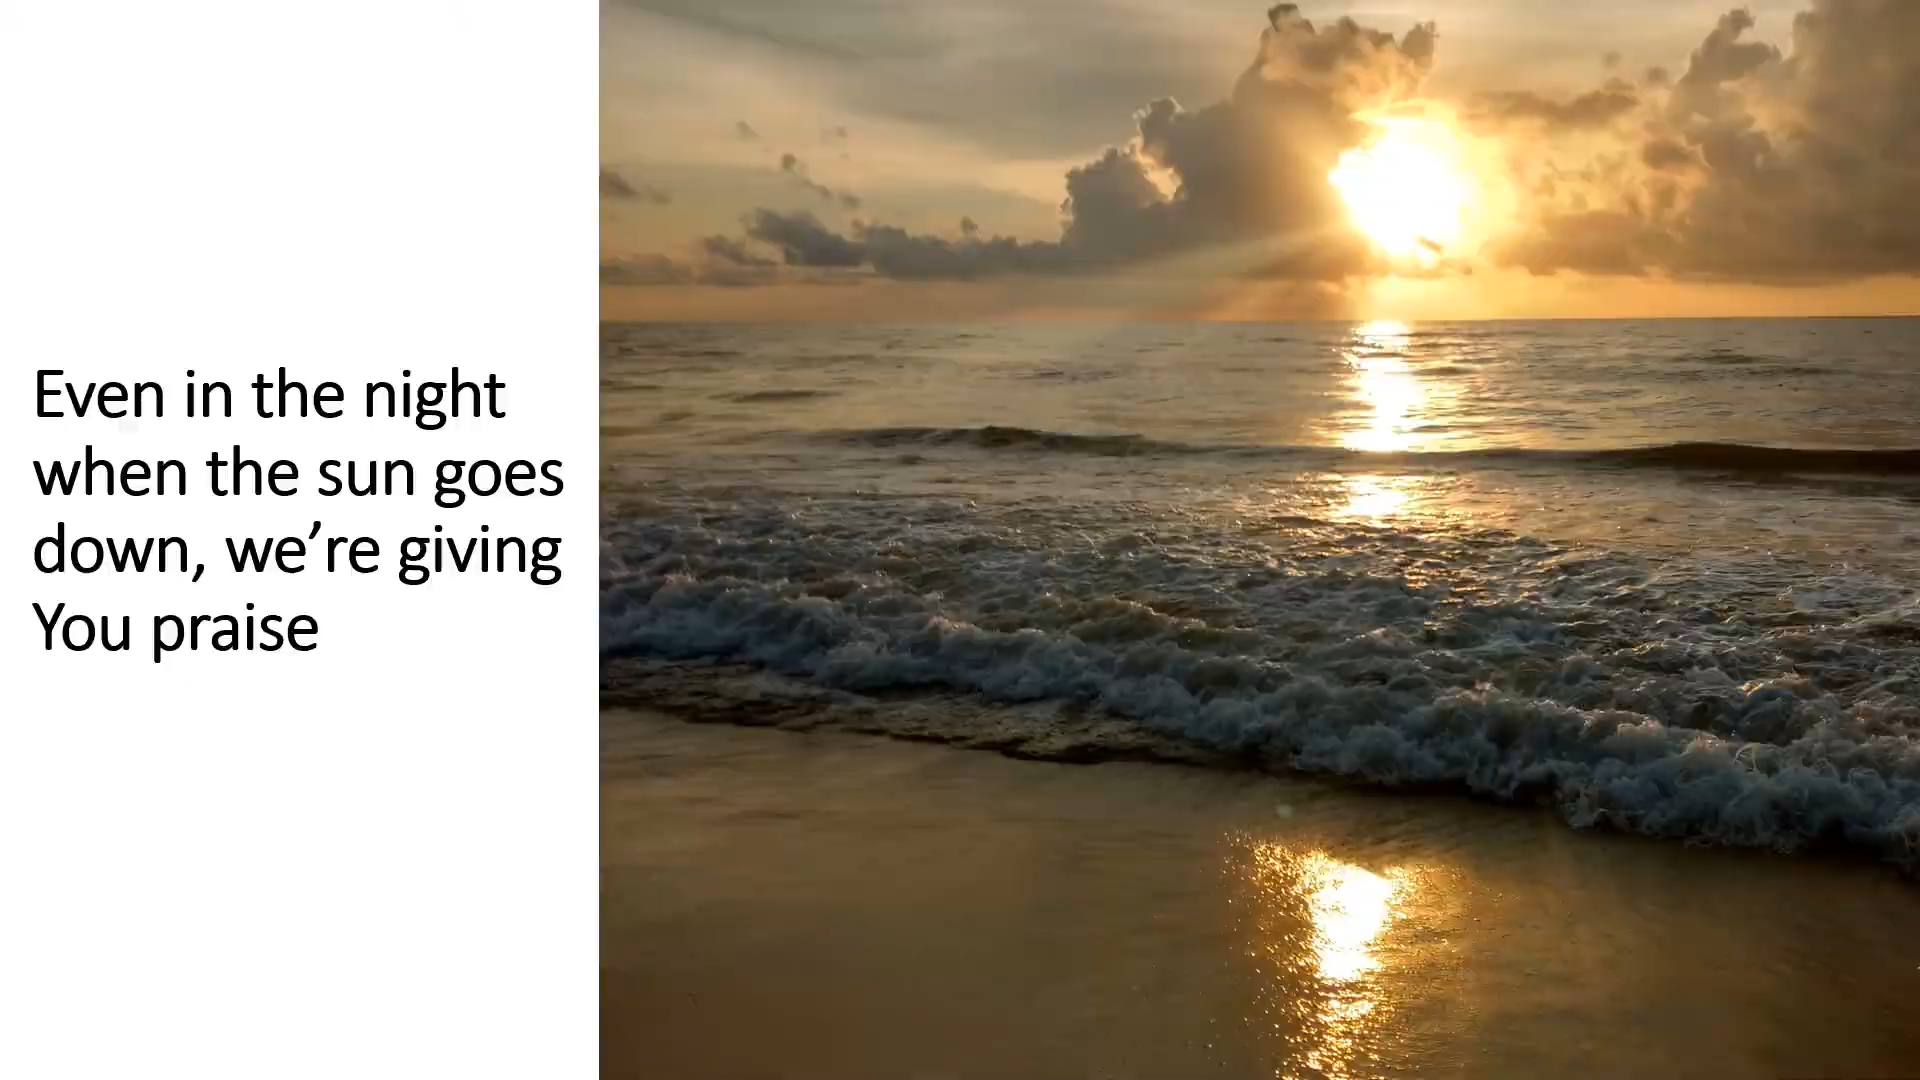 Even in the night
when the sun goes
down, we’re giving
You praise